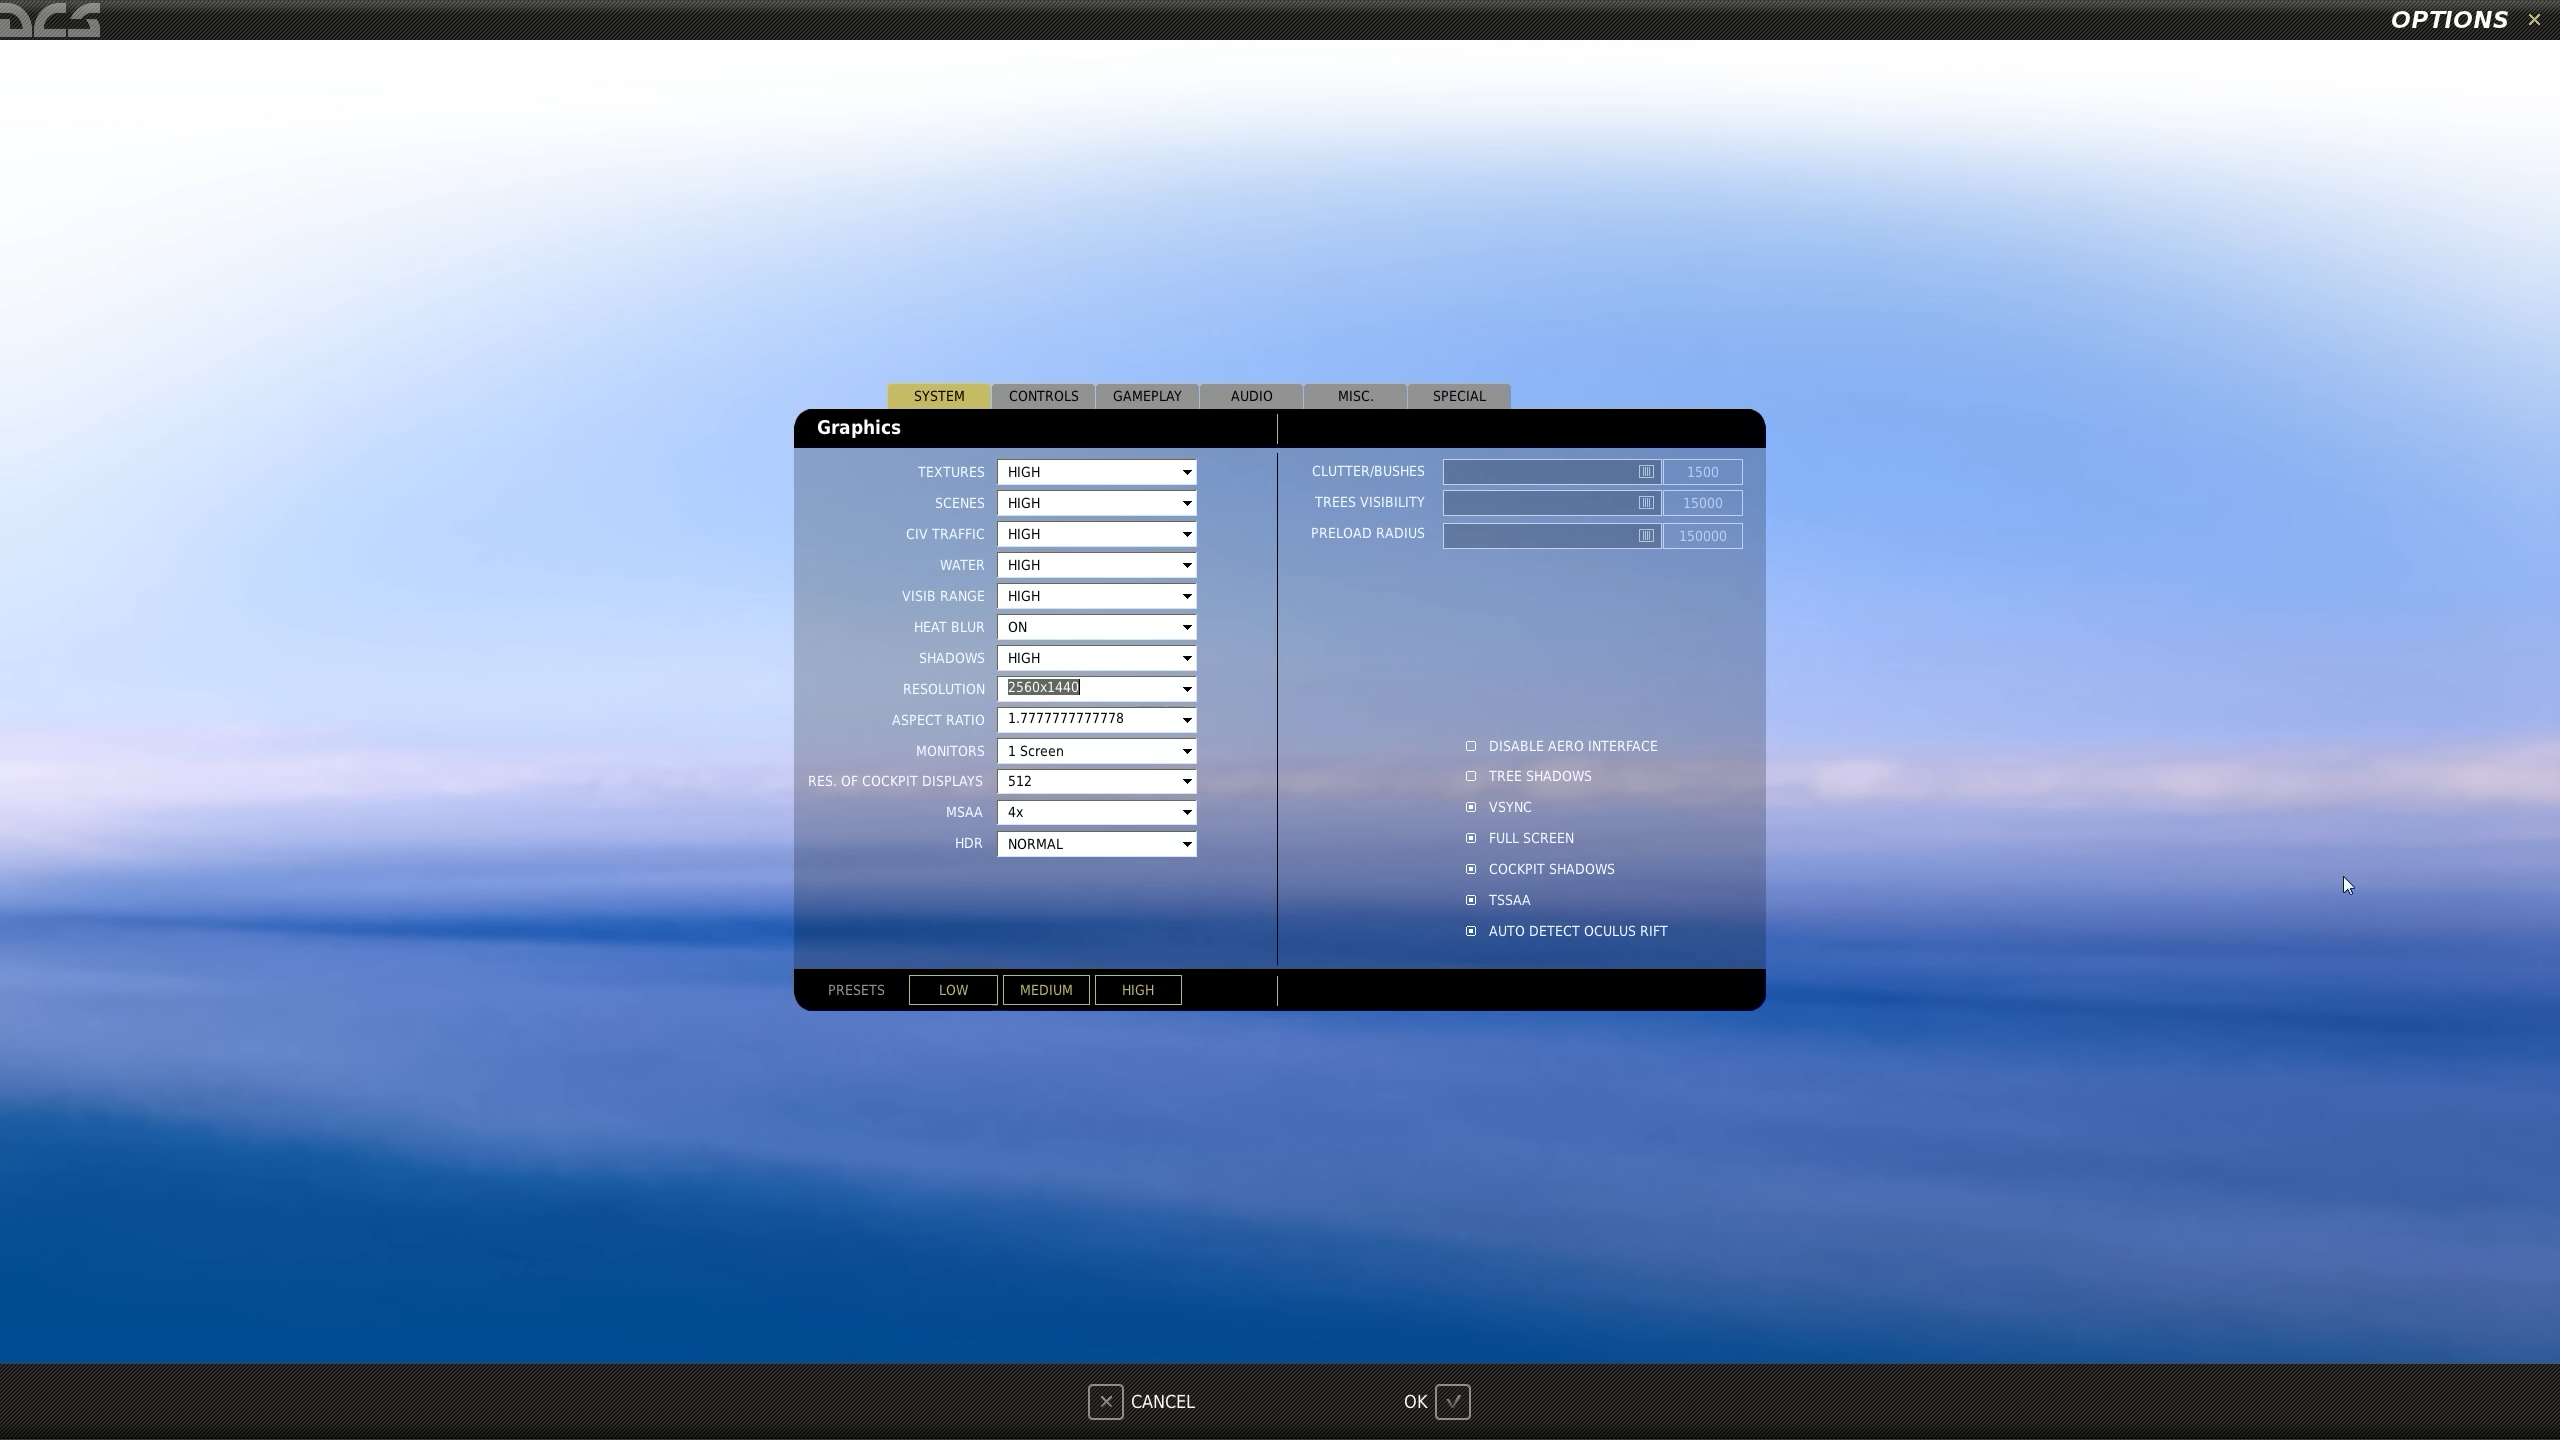 DCS
OPTIONS
SYSTEM CONTROLS GAMEPLAY AUDIO MISC. SPECIAL
Graphics
TEXTURES HIGH
SCENES HIGH
CIV TRAFFIC HIGH
WATER HIGH
VISIB RANGE HIGH
HEAT BLUR ON
SHADOWS HIGH
RESOLUTION 2560x1440
ASPECT RATIO 1.7777777777778
MONITORS 1 Screen
RES. OF COCKPIT DISPLAYS 512
MSAA 4x
HDR NORMAL
CLUTTER/BUSHES 1500
TREES VISIBILITY 15000
PRELOAD RADIUS 150000
DISABLE AERO INTERFACE
TREE SHADOWS
VSYNC
FULL SCREEN
COCKPIT SHADOWS
TSSAA
AUTO DETECT OCULUS RIFT
PRESETS LOW MEDIUM HIGH
CANCEL OK